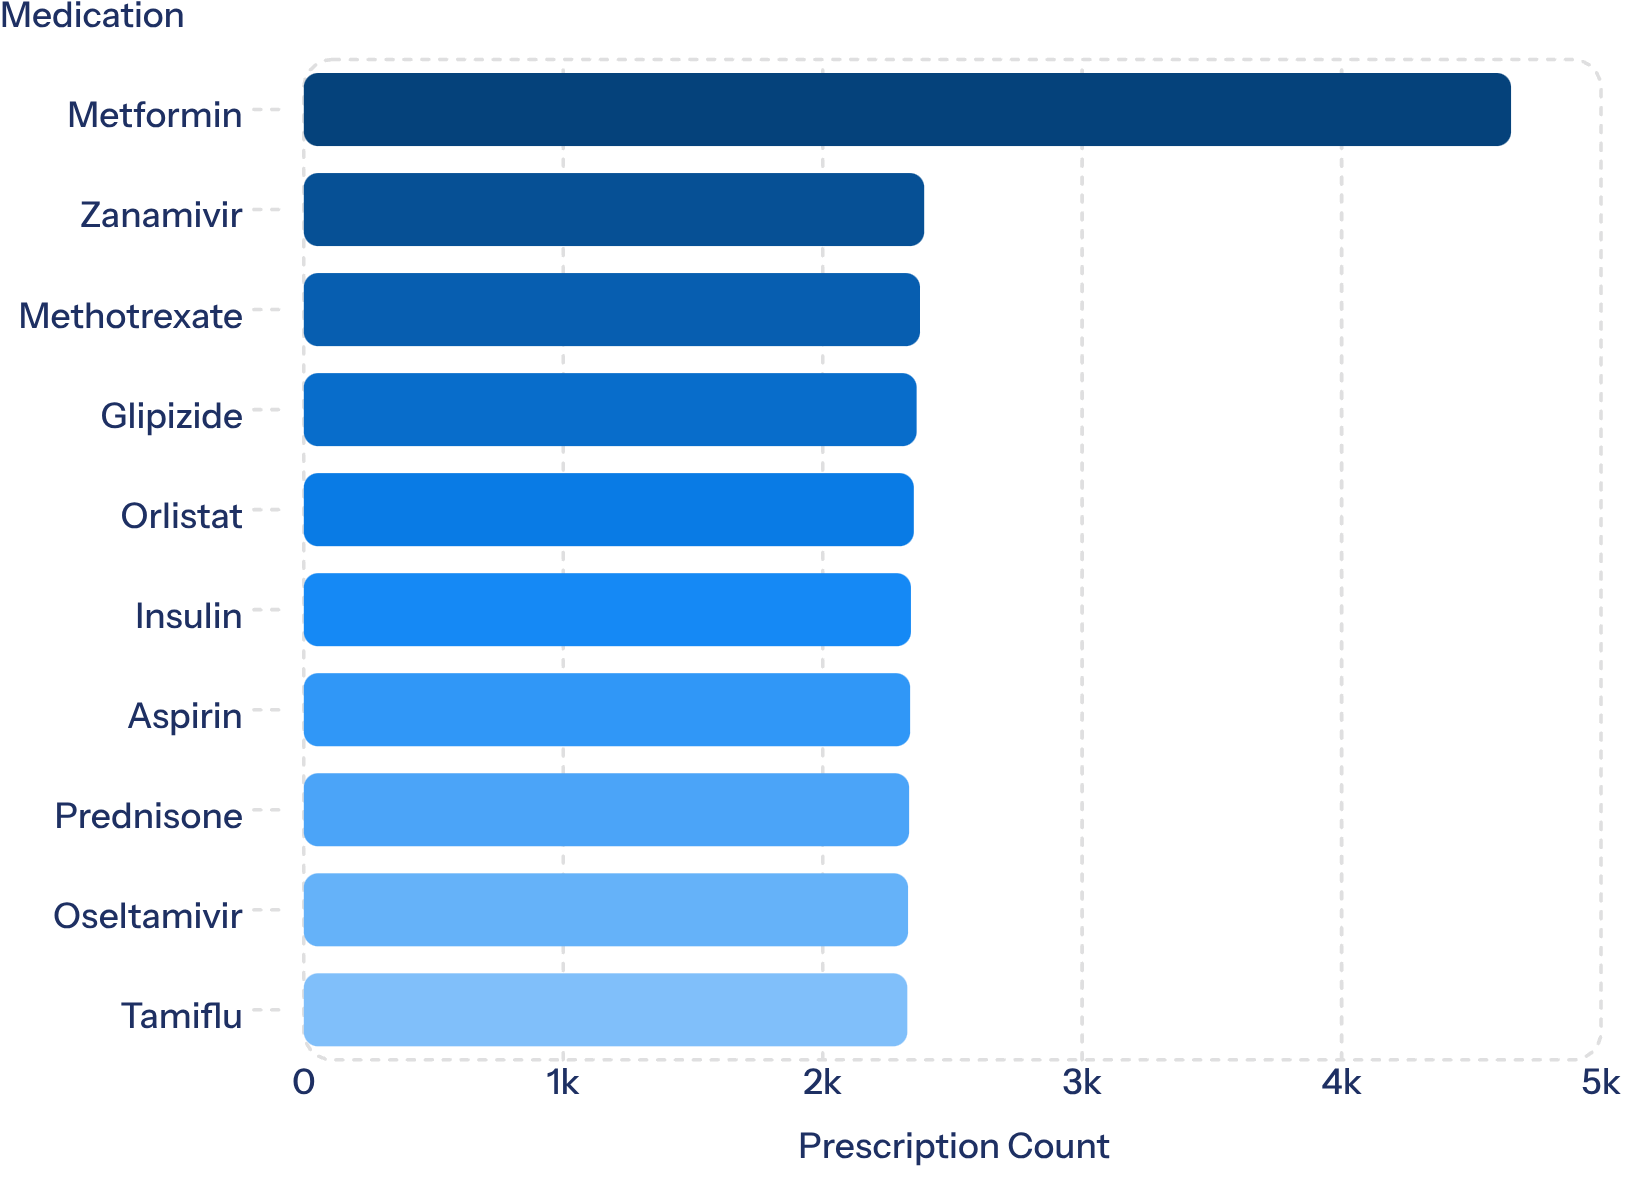 Medication
Metformin
Zanamivir
Methotrexate
Glipizide
Orlistat
Insulin
Aspirin
Prednisone
Oseltamivir
Tamiflu
0 1k 2k 3k 4k 5k
Prescription Count